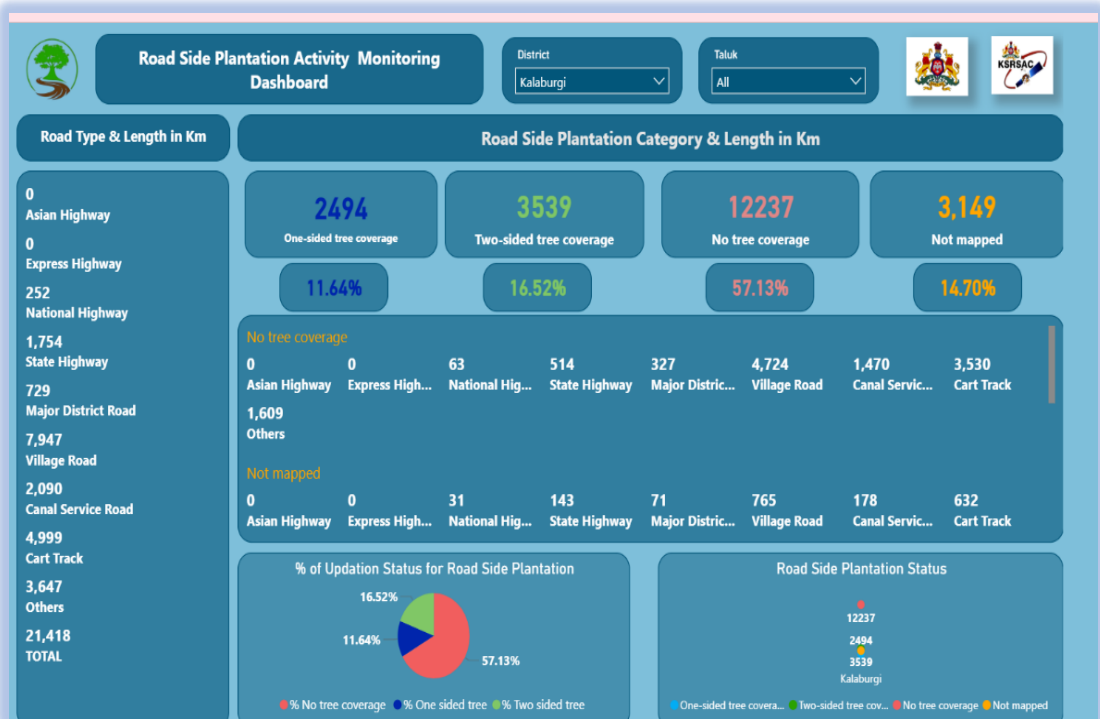 Road Side Plantation Activity Monitoring
Dashboard
District
Kalaburgi
Taluk
All
KSRSAC
Road Type & Length in Km
Road Side Plantation Category & Length in Km
0
Asian Highway
0
Express Highway
252
National Highway
1,754
State Highway
729
Major District Road
7,947
Village Road
2,090
Canal Service Road
4,999
Cart Track
3,647
Others
21,418
TOTAL
2494 3539 12237 3,149
One-sided tree coverage Two-sided tree coverage No tree coverage Not mapped
11.64% 16.52% 57.13% 14.70%
No tree coverage
0 0 63 514 327 4,724 1,470 3,530
Asian Highway Express High... National Hig... State Highway Major Distric... Village Road Canal Servic... Cart Track
1,609
Others
Not mapped
0 0 31 143 71 765 178 632
Asian Highway Express High... National Hig... State Highway Major Distric... Village Road Canal Servic... Cart Track
% of Updation Status for Road Side Plantation
16.52%
11.64%
57.13%
% No tree coverage % One sided tree % Two sided tree
Road Side Plantation Status
12237
2494
3539
Kalaburgi
One-sided tree covera... Two-sided tree cov... No tree coverage Not mapped